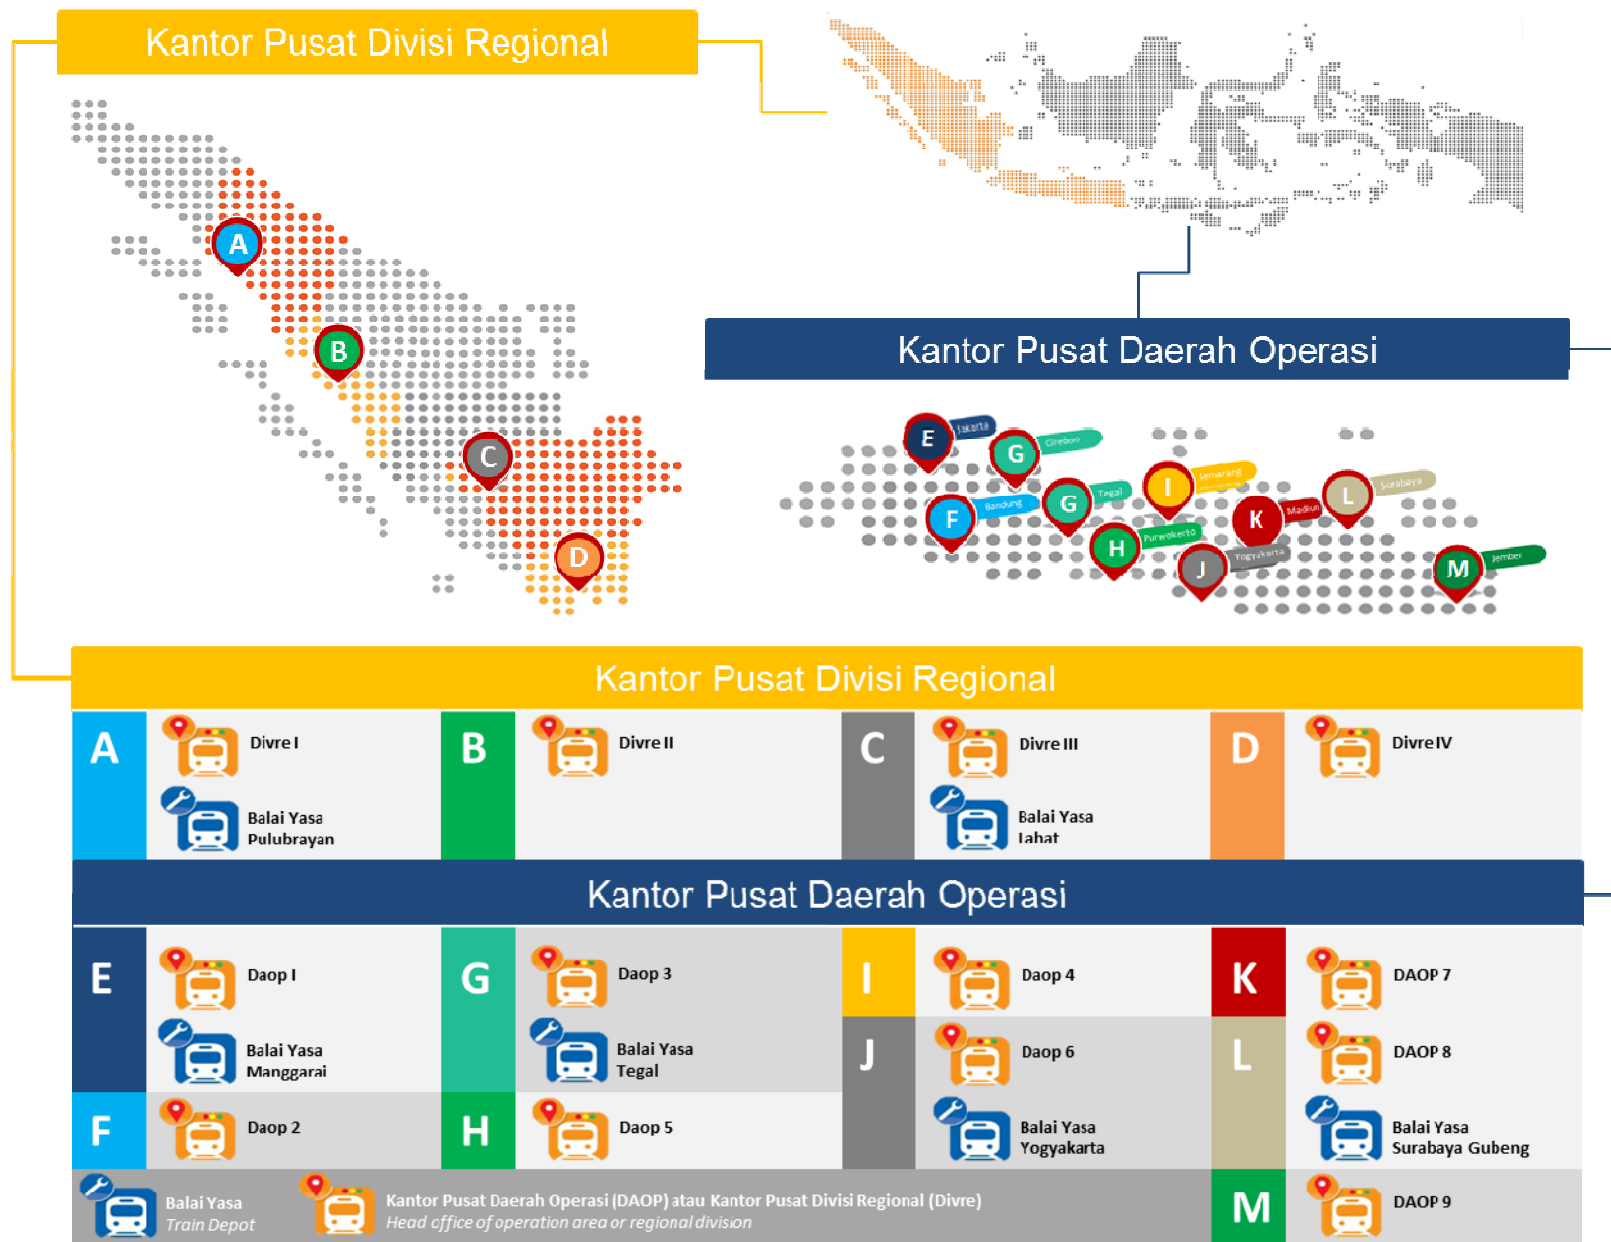 Kantor Pusat Divisi Regional
A
B
C
D
Kantor Pusat Daerah Operasi
E Jakarta
G Cirebon
F Bandung
G Tegal
I Semarang
L Surabaya
K Madiun
H Purwokerto
J Yogyakarta
M Jember
Kantor Pusat Divisi Regional
A
Divre I
Balai Yasa
Pulubrayan
B
Divre II
C
Divre III
Balai Yasa
Lahat
D
Divre IV
Kantor Pusat Daerah Operasi
E
Daop I
Balai Yasa
Manggarai
F
Daop 2
G
Daop 3
Balai Yasa
Tegal
H
Daop 5
I
Daop 4
J
Daop 6
Balai Yasa
Yogyakarta
K
DAOP 7
L
DAOP 8
Balai Yasa
Surabaya Gubeng
M
DAOP 9
Balai Yasa
Train Depot
Kantor Pusat Daerah Operasi (DAOP) atau Kantor Pusat Divisi Regional (Divre)
Head office of operation area or regional division